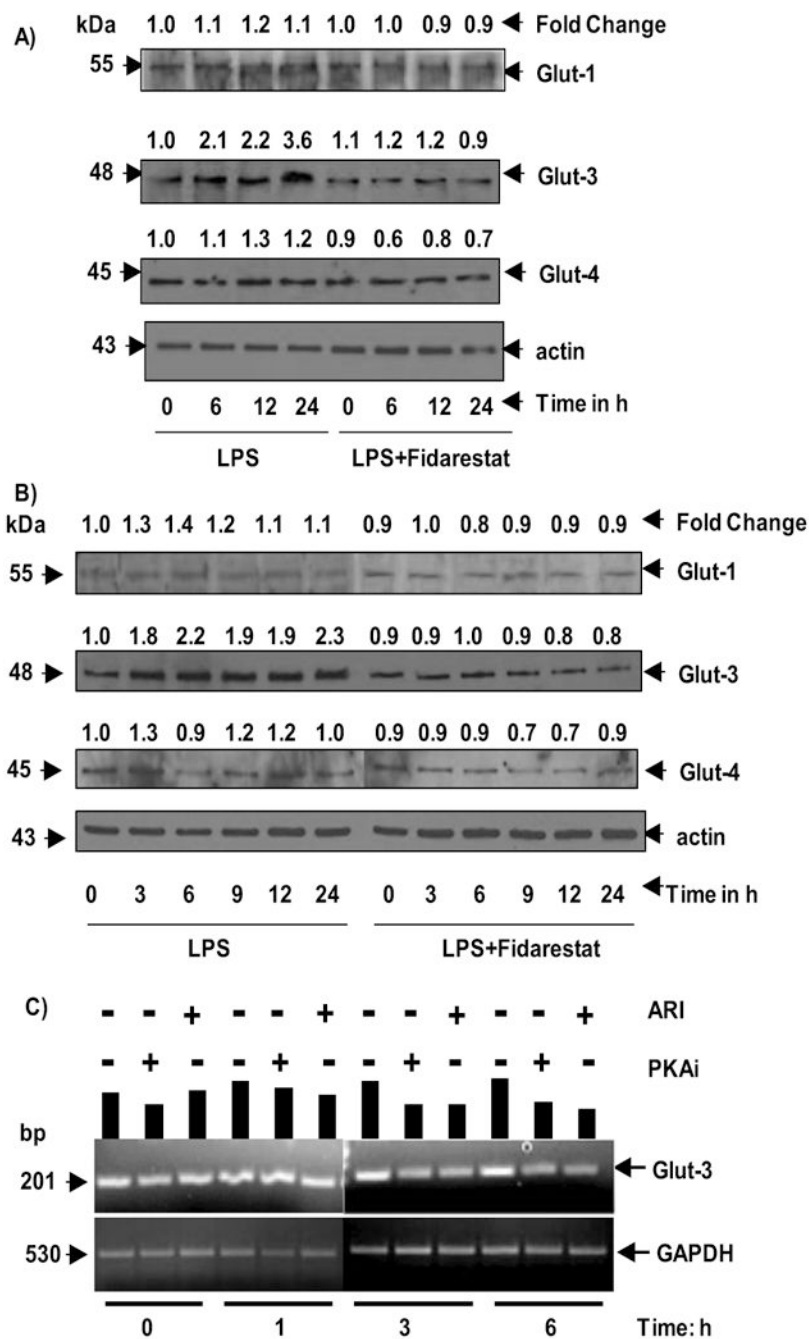 A)
kDa 1.0 1.1 1.2 1.1 1.0 1.0 0.9 0.9 Fold Change
55 Glut-1
1.0 2.1 2.2 3.6 1.1 1.2 1.2 0.9
48 Glut-3
1.0 1.1 1.3 1.2 0.9 0.6 0.8 0.7
45 Glut-4
43 actin
0 6 12 24 0 6 12 24 Time in h
LPS LPS+Fidarestat
B)
kDa 1.0 1.3 1.4 1.2 1.1 1.1 0.9 1.0 0.8 0.9 0.9 0.9 Fold Change
55 Glut-1
1.0 1.8 2.2 1.9 1.9 2.3 0.9 0.9 1.0 0.9 0.8 0.8
48 Glut-3
1.0 1.3 0.9 1.2 1.2 1.0 0.9 0.9 0.9 0.7 0.7 0.9
45 Glut-4
43 actin
0 3 6 9 12 24 0 3 6 9 12 24 Time in h
LPS LPS+Fidarestat
C) - - + - - + - - + - - + ARI
- + - - + - - + - - + - PKAi
bp
201 Glut-3
530 GAPDH
0 1 3 6 Time: h